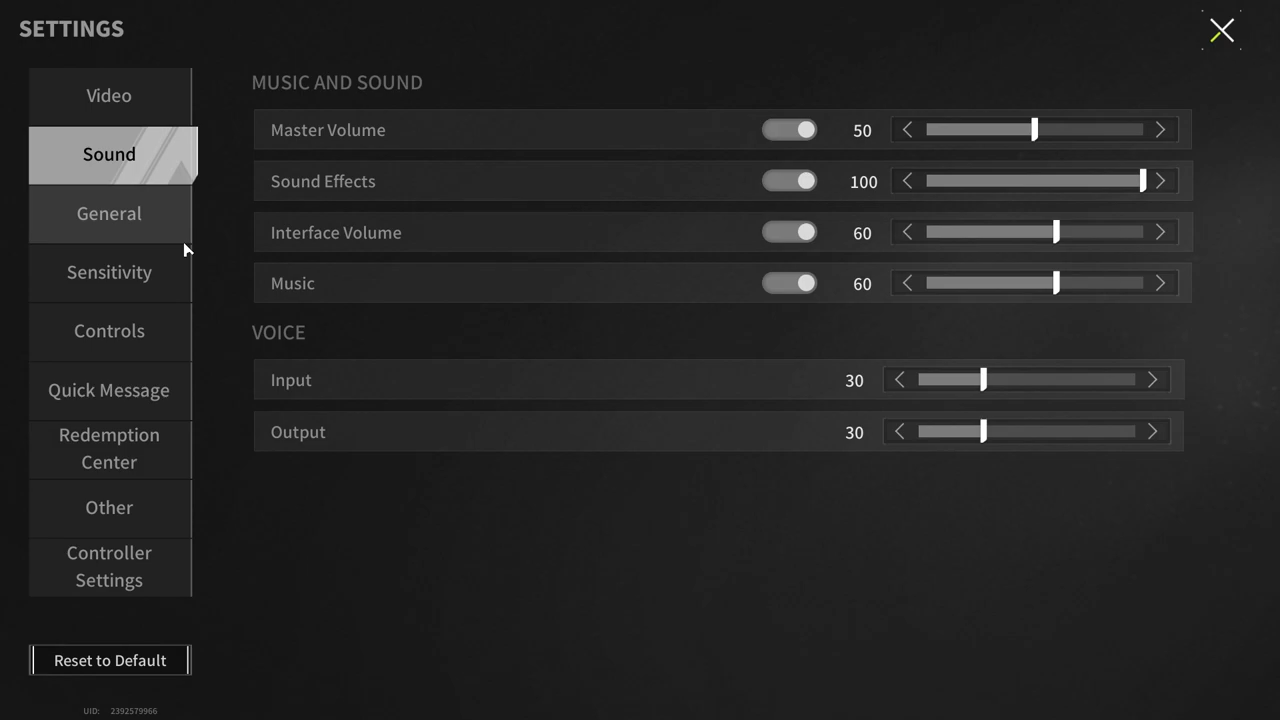 SETTINGS
Video
Sound
General
Sensitivity
Controls
Quick Message
Redemption
Center
Other
Controller
Settings
Reset to Default
UID: 2392579966
MUSIC AND SOUND
Master Volume 50
Sound Effects 100
Interface Volume 60
Music 60
VOICE
Input 30
Output 30